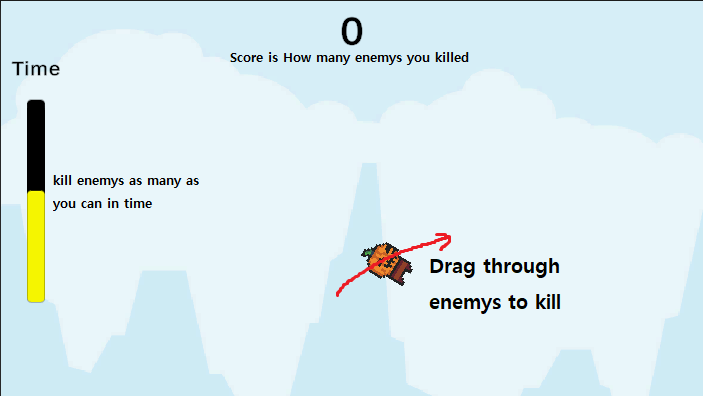 0
Score is How many enemys you killed
Time
kill enemys as many as
you can in time
Drag through
enemys to kill